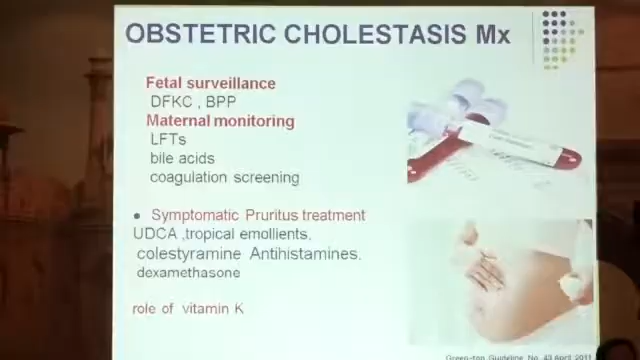 OBSTETRIC CHOLESTASIS Mx
Fetal surveillance
DFKC , BPP
Maternal monitoring
LFTs
bile acids
coagulation screening
• Symptomatic Pruritus treatment
UDCA ,tropical emollients,
colestyramine Antihistamines.
dexamethasone
role of vitamin K
Green-top Guideline No. 43 April 2011